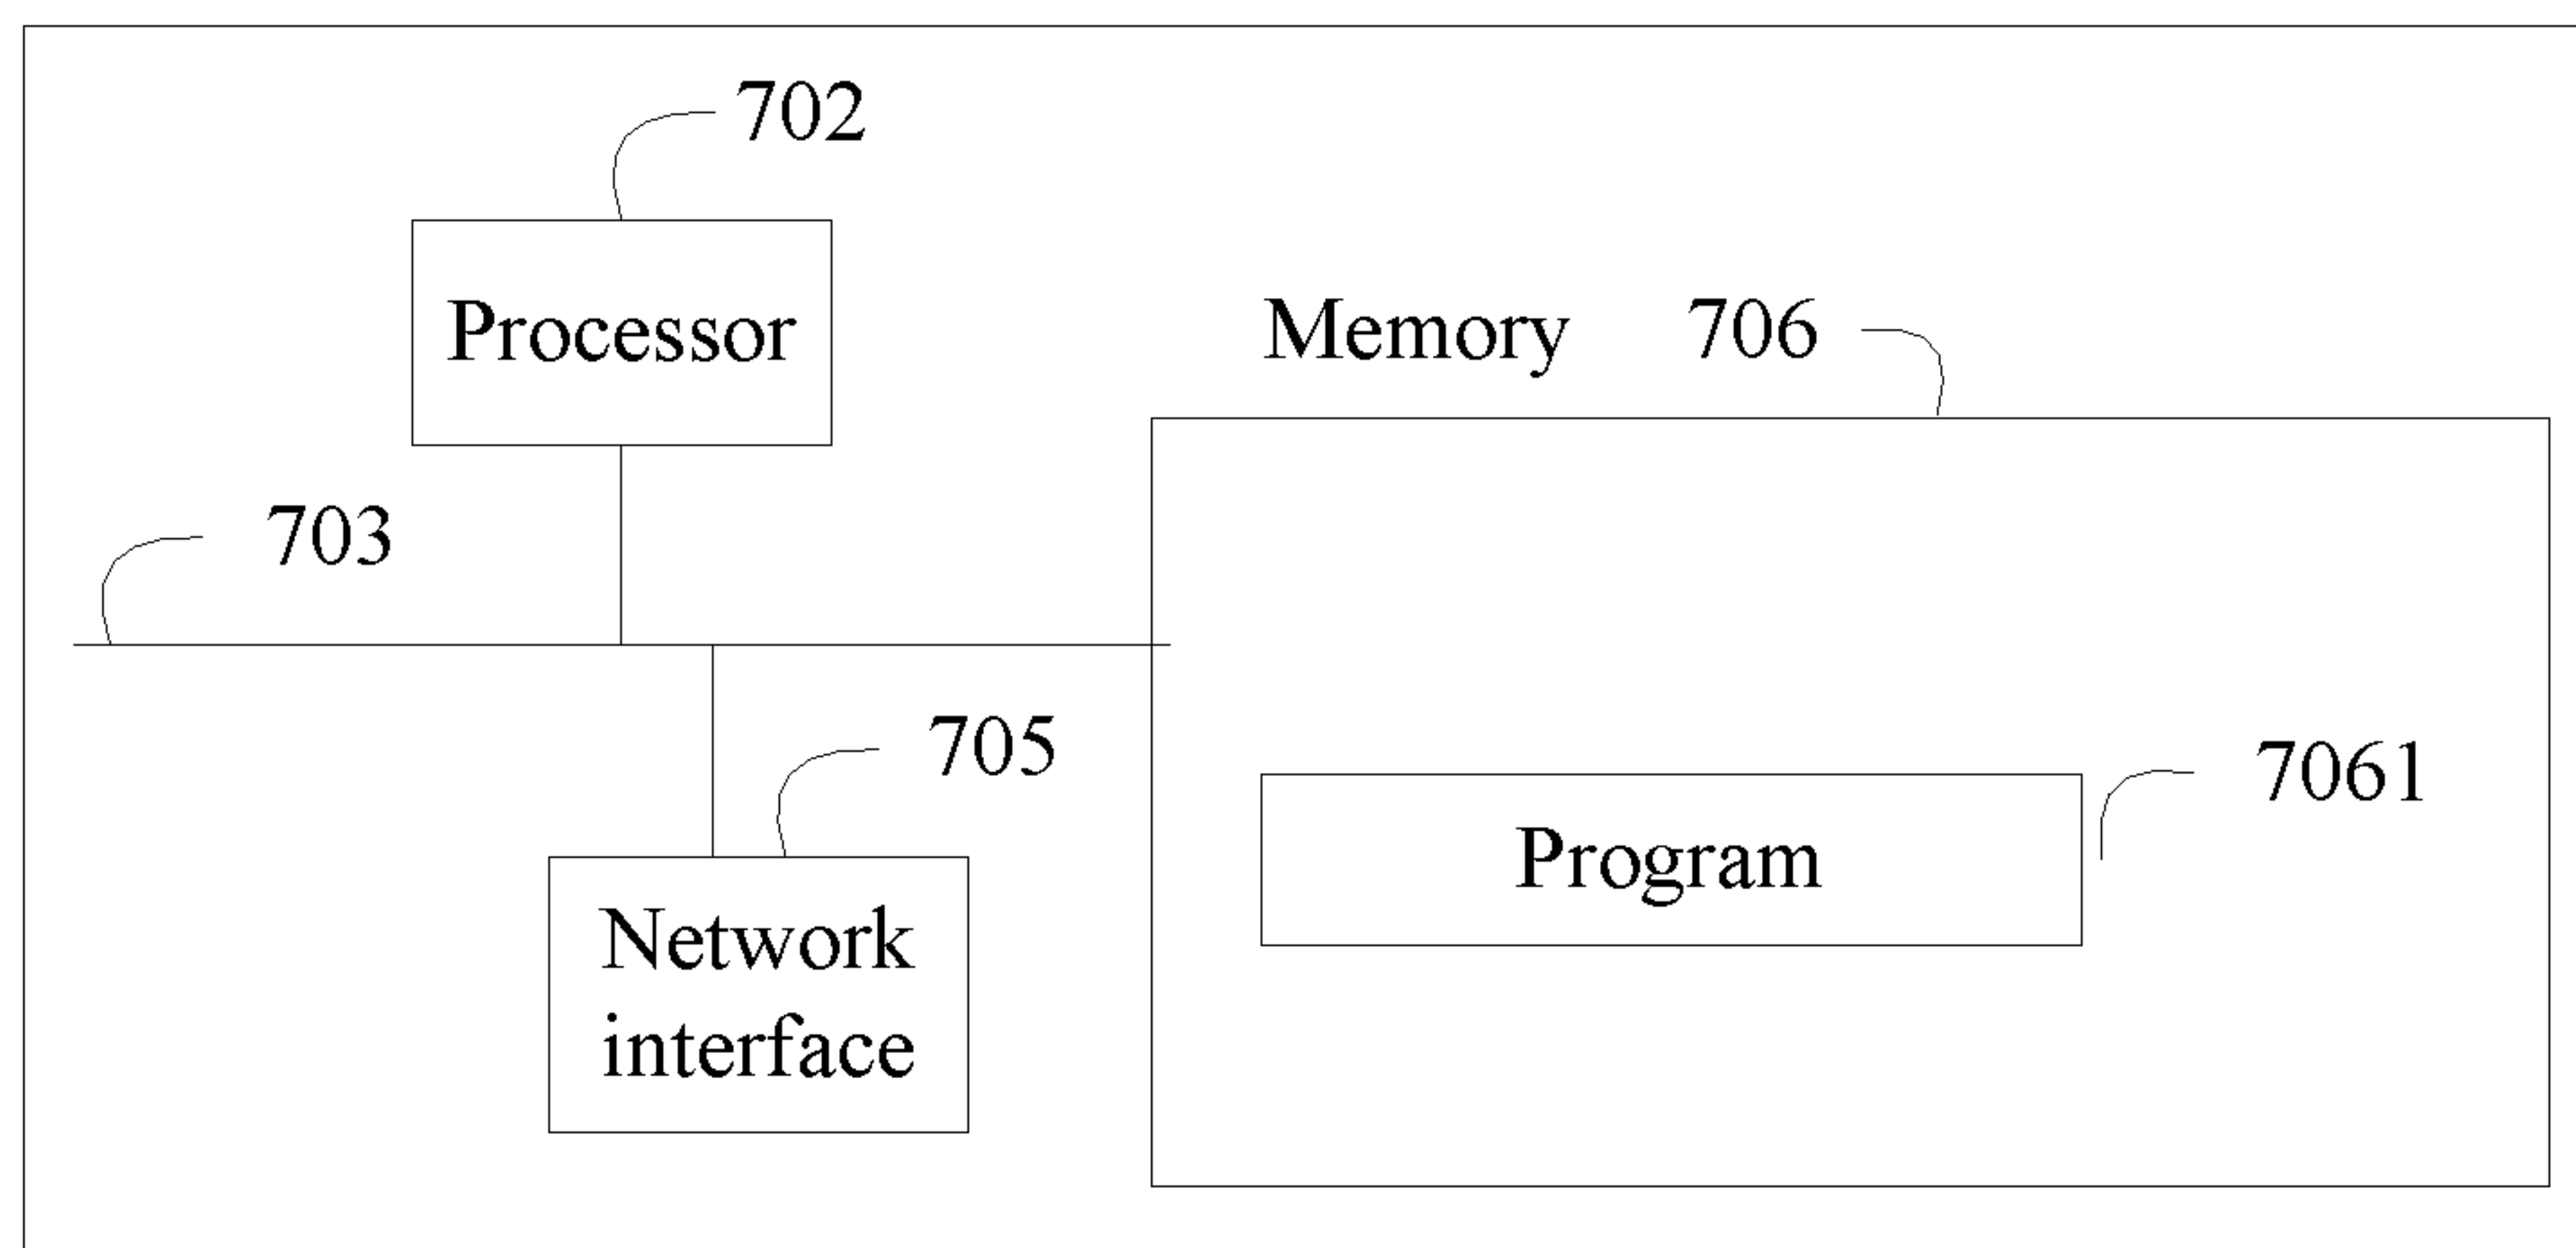 702
Processor
Memory 706
703
705
7061
Program
Network
interface